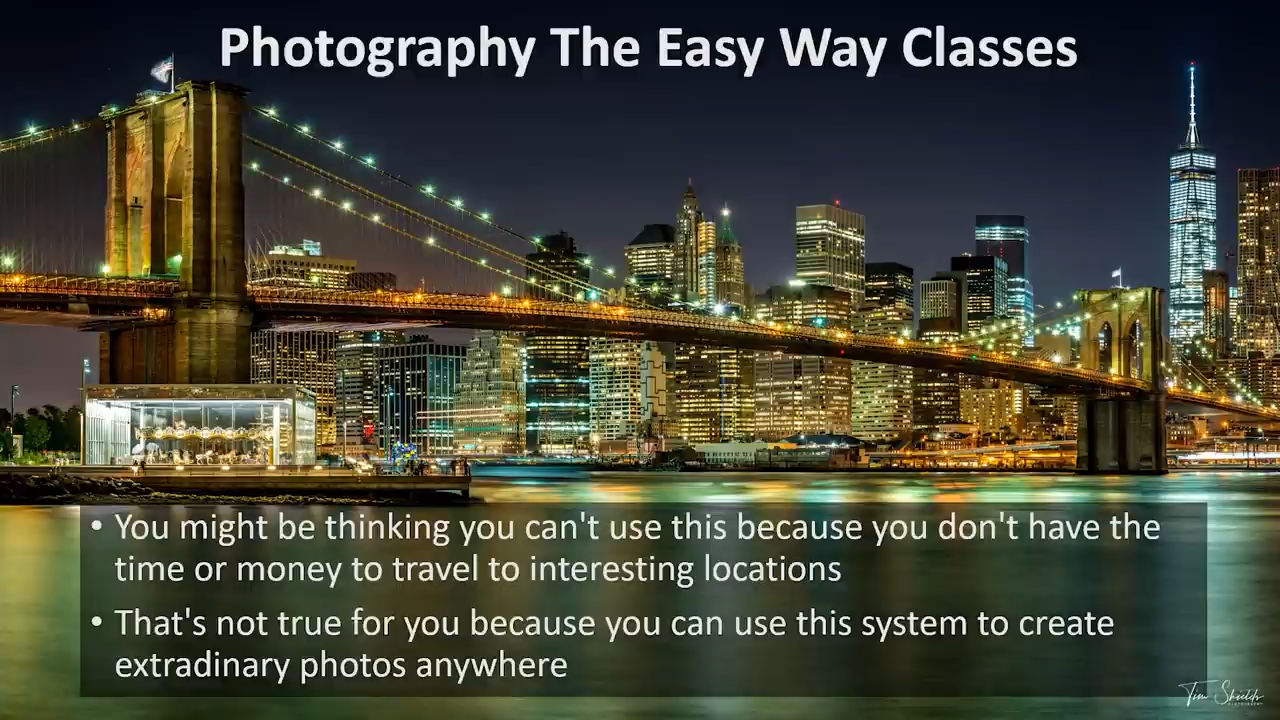 Photography The Easy Way Classes
• You might be thinking you can't use this because you don't have the
time or money to travel to interesting locations
• That's not true for you because you can use this system to create
extradinary photos anywhere
Tim Shields
PHOTOGRAPHY